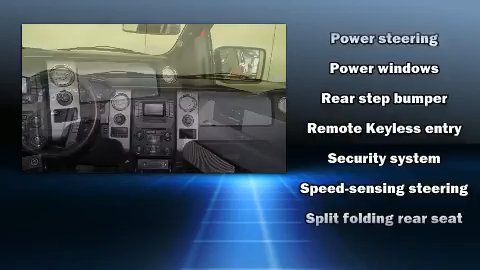 Power steering
Power windows
Rear step bumper
Remote Keyless entry
Security system
Speed-sensing steering
Split folding rear seat